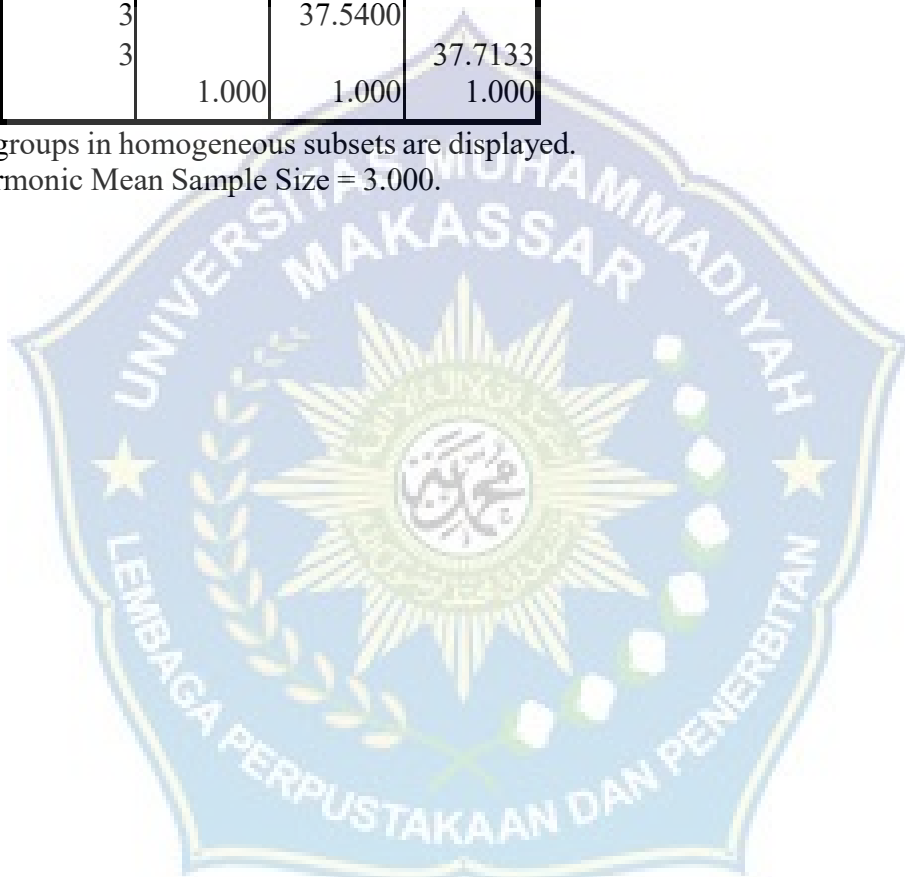 3 37.5400
3 37.7133
1.000 1.000 1.000
groups in homogeneous subsets are displayed.
rmonic Mean Sample Size = 3.000.
UNIVERSITAS MUHAMMADIYAH
MAKASSAR
LEMBAGA PERPUSTAKAAN DAN PENERBITAN